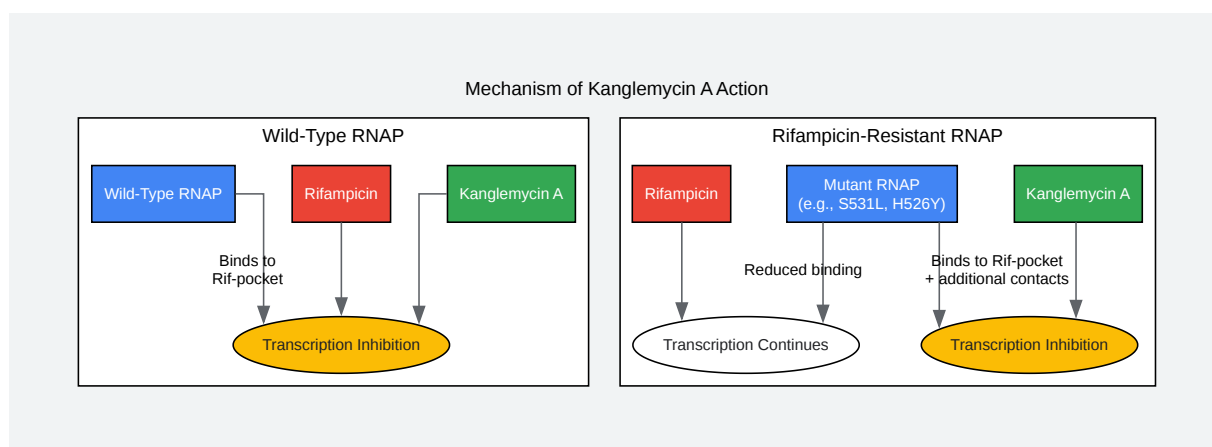 Mechanism of Kanglemycin A Action
Wild-Type RNAP
Wild-Type RNAP
Rifampicin
Kanglemycin A
Binds to
Rif-pocket
Transcription Inhibition
Rifampicin-Resistant RNAP
Rifampicin
Mutant RNAP
(e.g., S531L, H526Y)
Kanglemycin A
Reduced binding
Binds to Rif-pocket
+ additional contacts
Transcription Continues
Transcription Inhibition